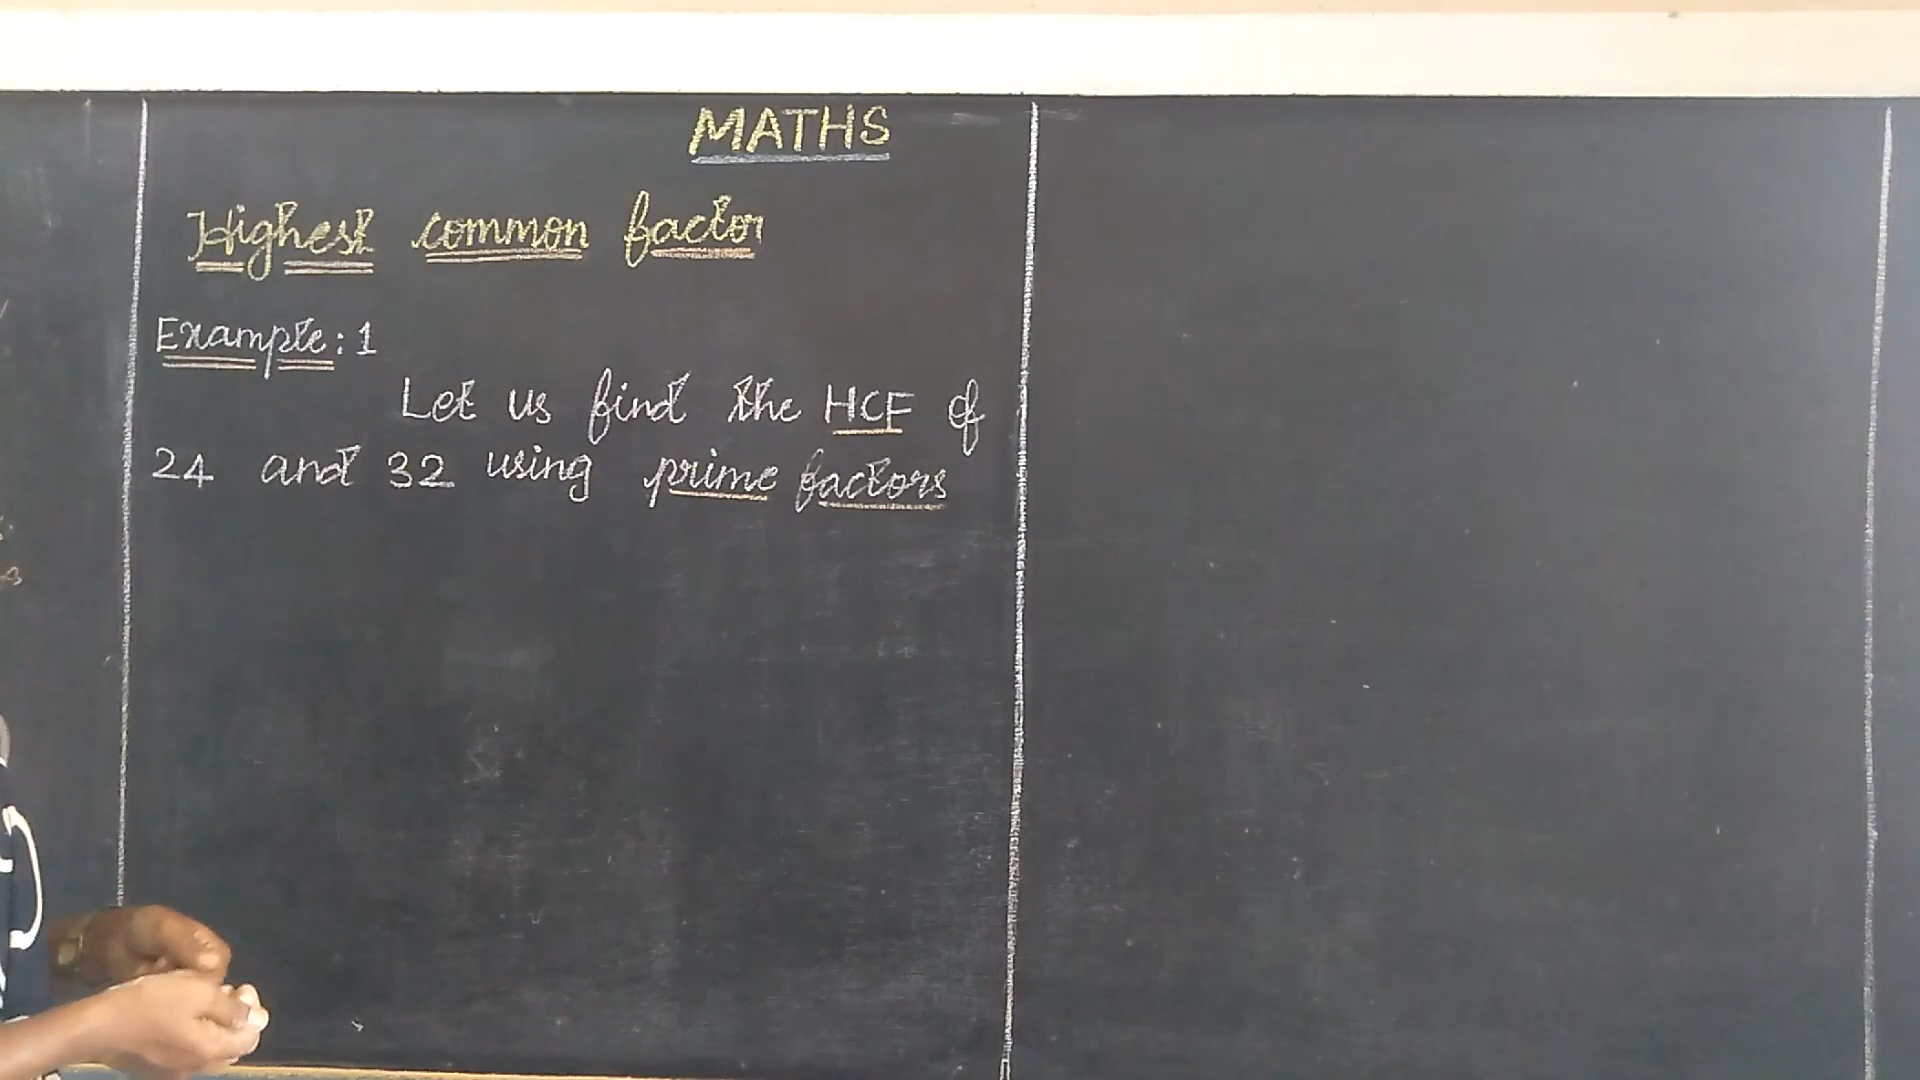 MATHS
Highest common factor
Example: 1
Let us find the HCF of
24 and 32 using prime factors